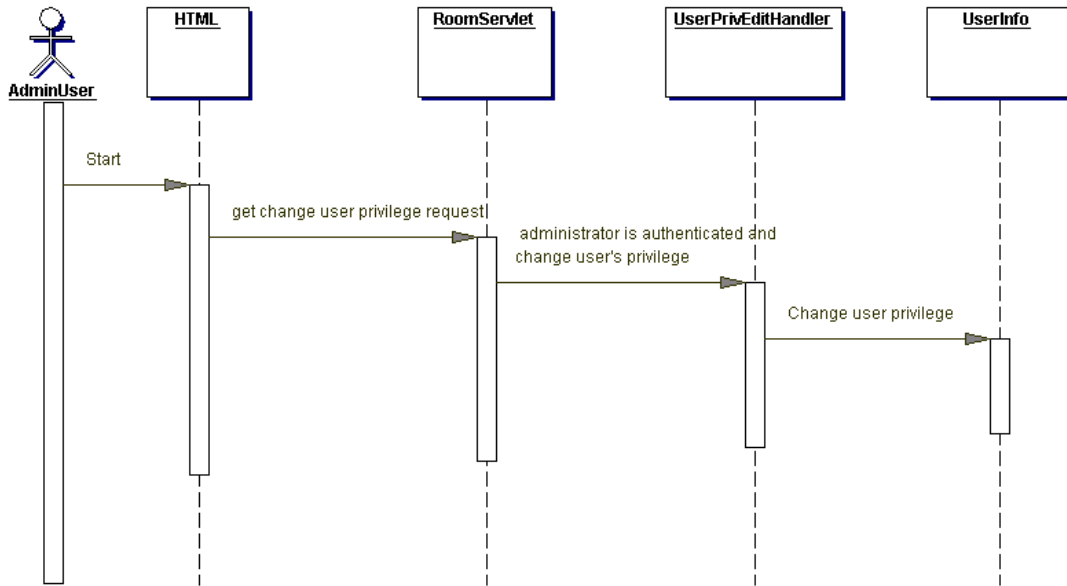 HTML
RoomServlet
UserPrivEditHandler
UserInfo
AdminUser
Start
get change user privilege request
administrator is authenticated and
change user's privilege
Change user privilege